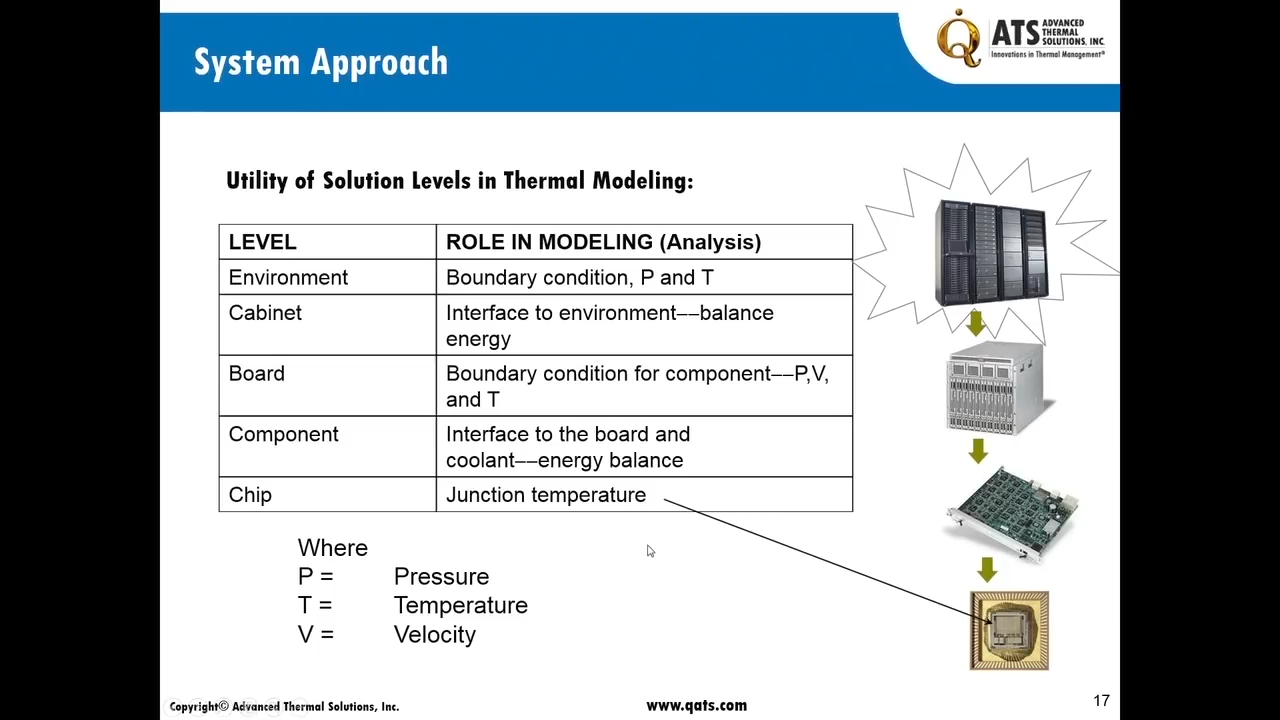 System Approach
ATS ADVANCED THERMAL SOLUTIONS, INC.
Innovations in Thermal Management®
Utility of Solution Levels in Thermal Modeling:
LEVEL ROLE IN MODELING (Analysis)
Environment Boundary condition, P and T
Cabinet Interface to environment––balance
energy
Board Boundary condition for component––P,V,
and T
Component Interface to the board and
coolant––energy balance
Chip Junction temperature
Where
P = Pressure
T = Temperature
V = Velocity
Copyright© Advanced Thermal Solutions, Inc. www.qats.com 17